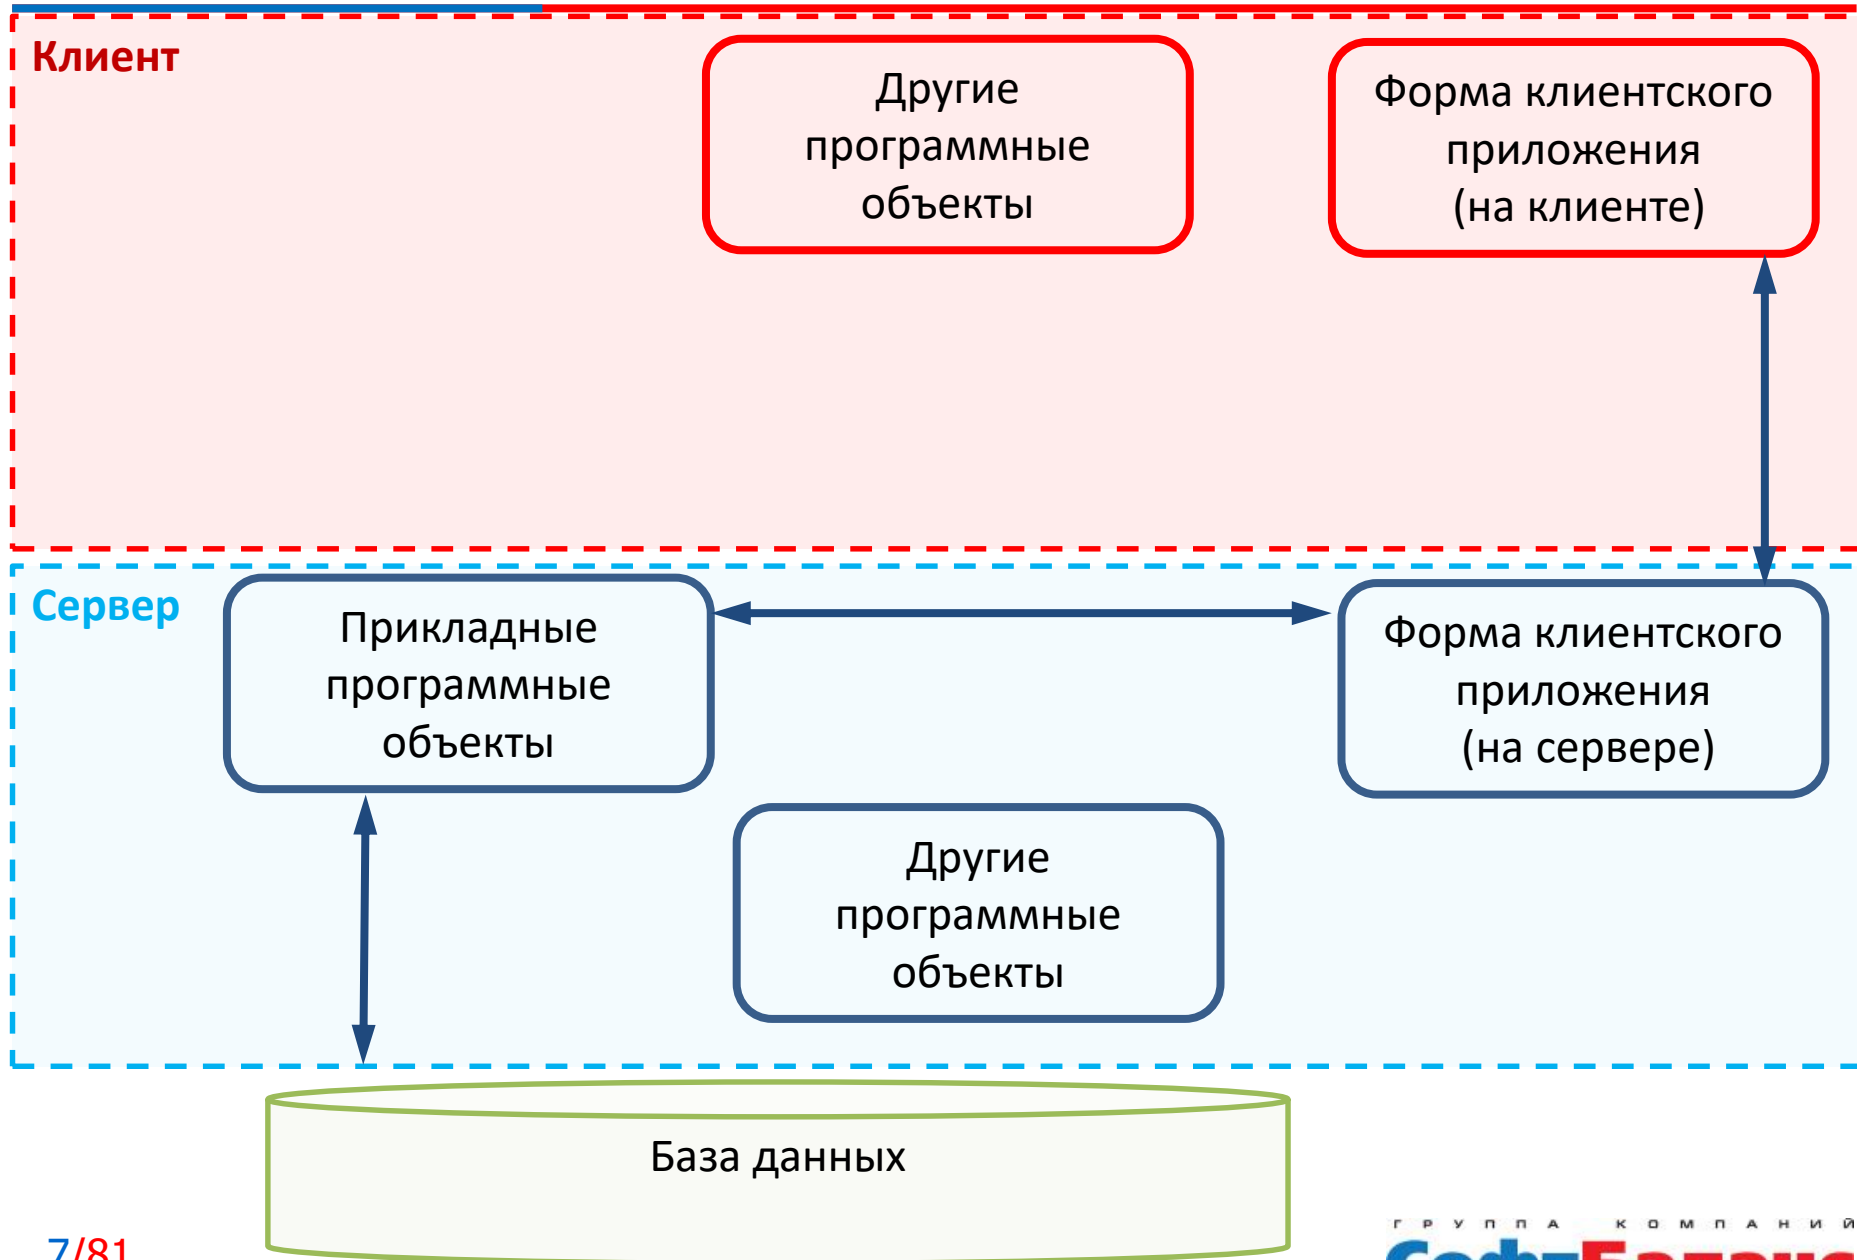 Клиент
Другие
программные
объекты
Форма клиентского
приложения
(на клиенте)
Сервер
Прикладные
программные
объекты
Форма клиентского
приложения
(на сервере)
Другие
программные
объекты
База данных
7/81
ГРУППА КОМПАНИЙ
СофтБаланс